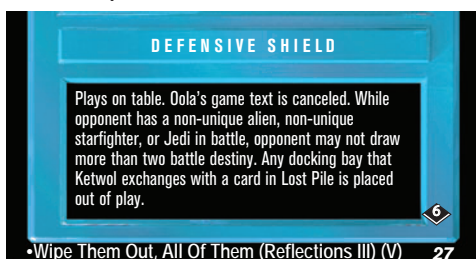 DEFENSIVE SHIELD
Plays on table. Oola's game text is canceled. While
opponent has a non-unique alien, non-unique
starfighter, or Jedi in battle, opponent may not draw
more than two battle destiny. Any docking bay that
Ketwol exchanges with a card in Lost Pile is placed
out of play.
6
•Wipe Them Out, All Of Them (Reflections III) (V) 27